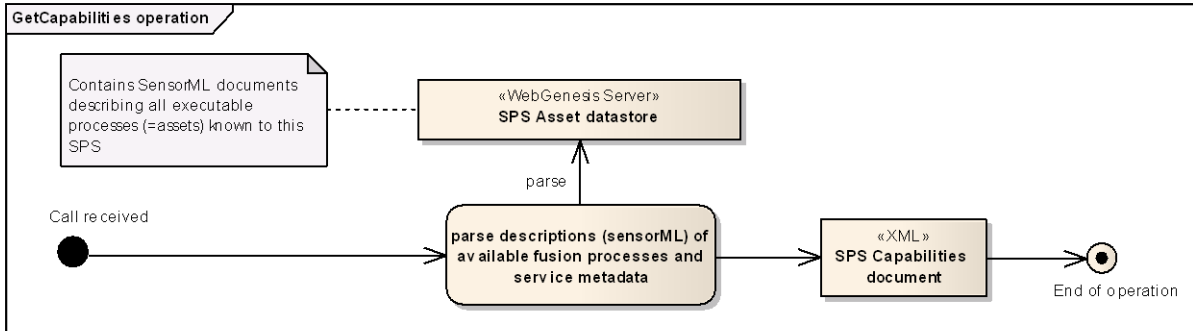 GetCapabilities operation
Contains SensorML documents
describing all executable
processes (=assets) known to this
SPS
«WebGenesis Server»
SPS Asset datastore
parse
Call received
parse descriptions (sensorML) of
available fusion processes and
service metadata
«XML»
SPS Capabilities
document
End of operation